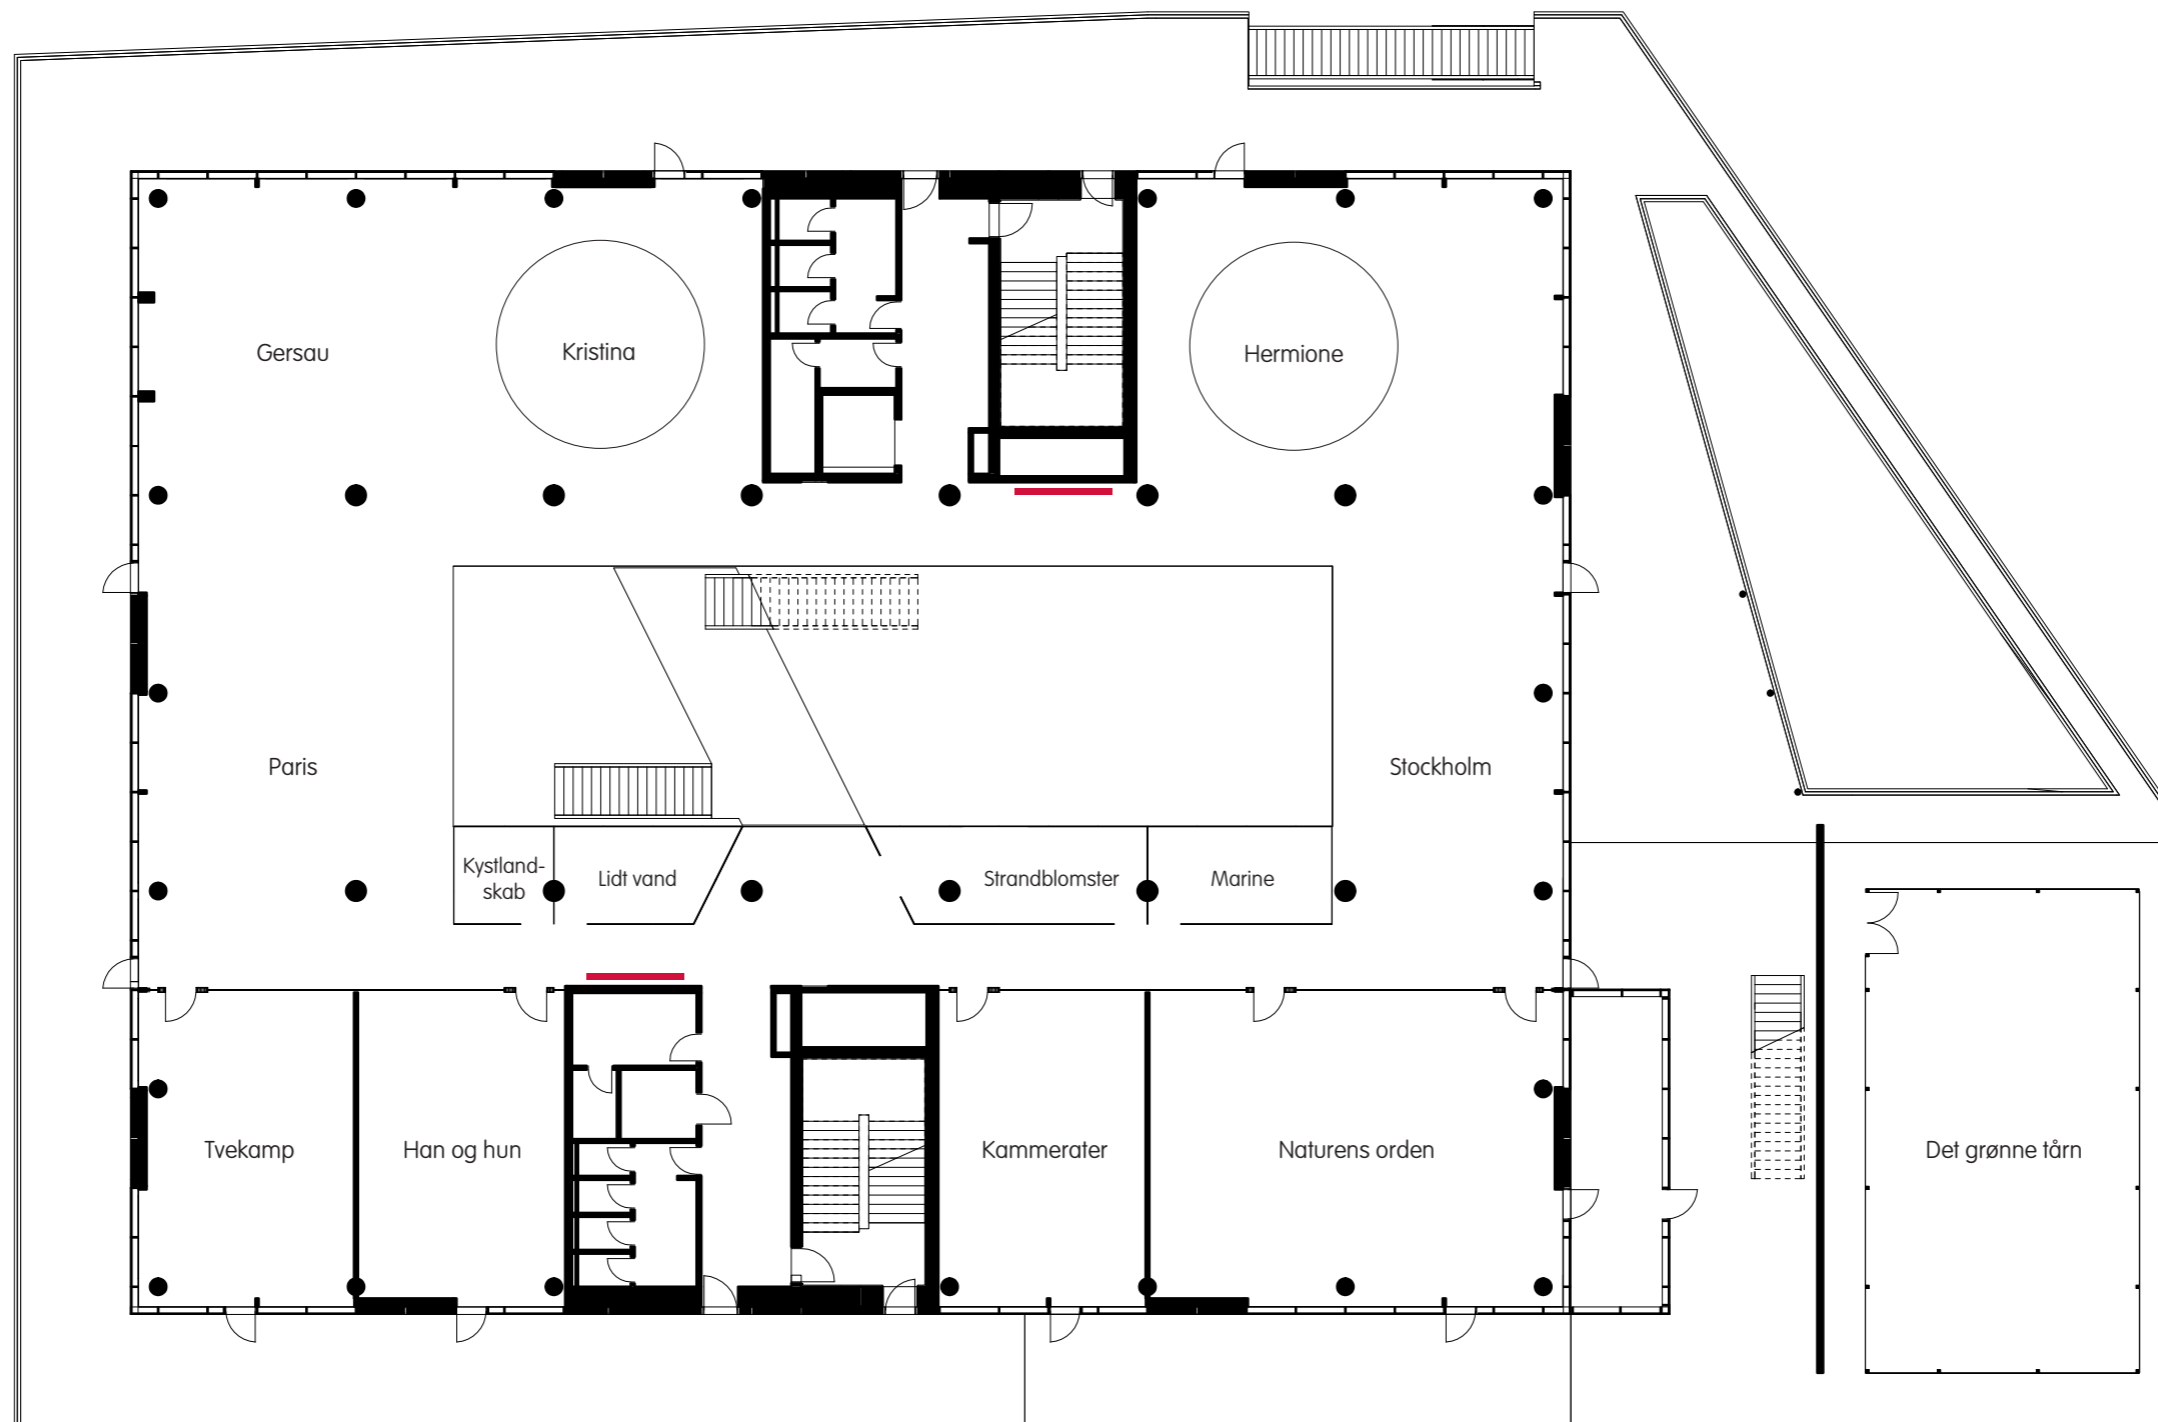 Gersau
Kristina
Hermione
Paris
Stockholm
Kystland-
skab
Lidt vand
Strandblomster
Marine
Tvekamp
Han og hun
Kammerater
Naturens orden
Det grønne tårn